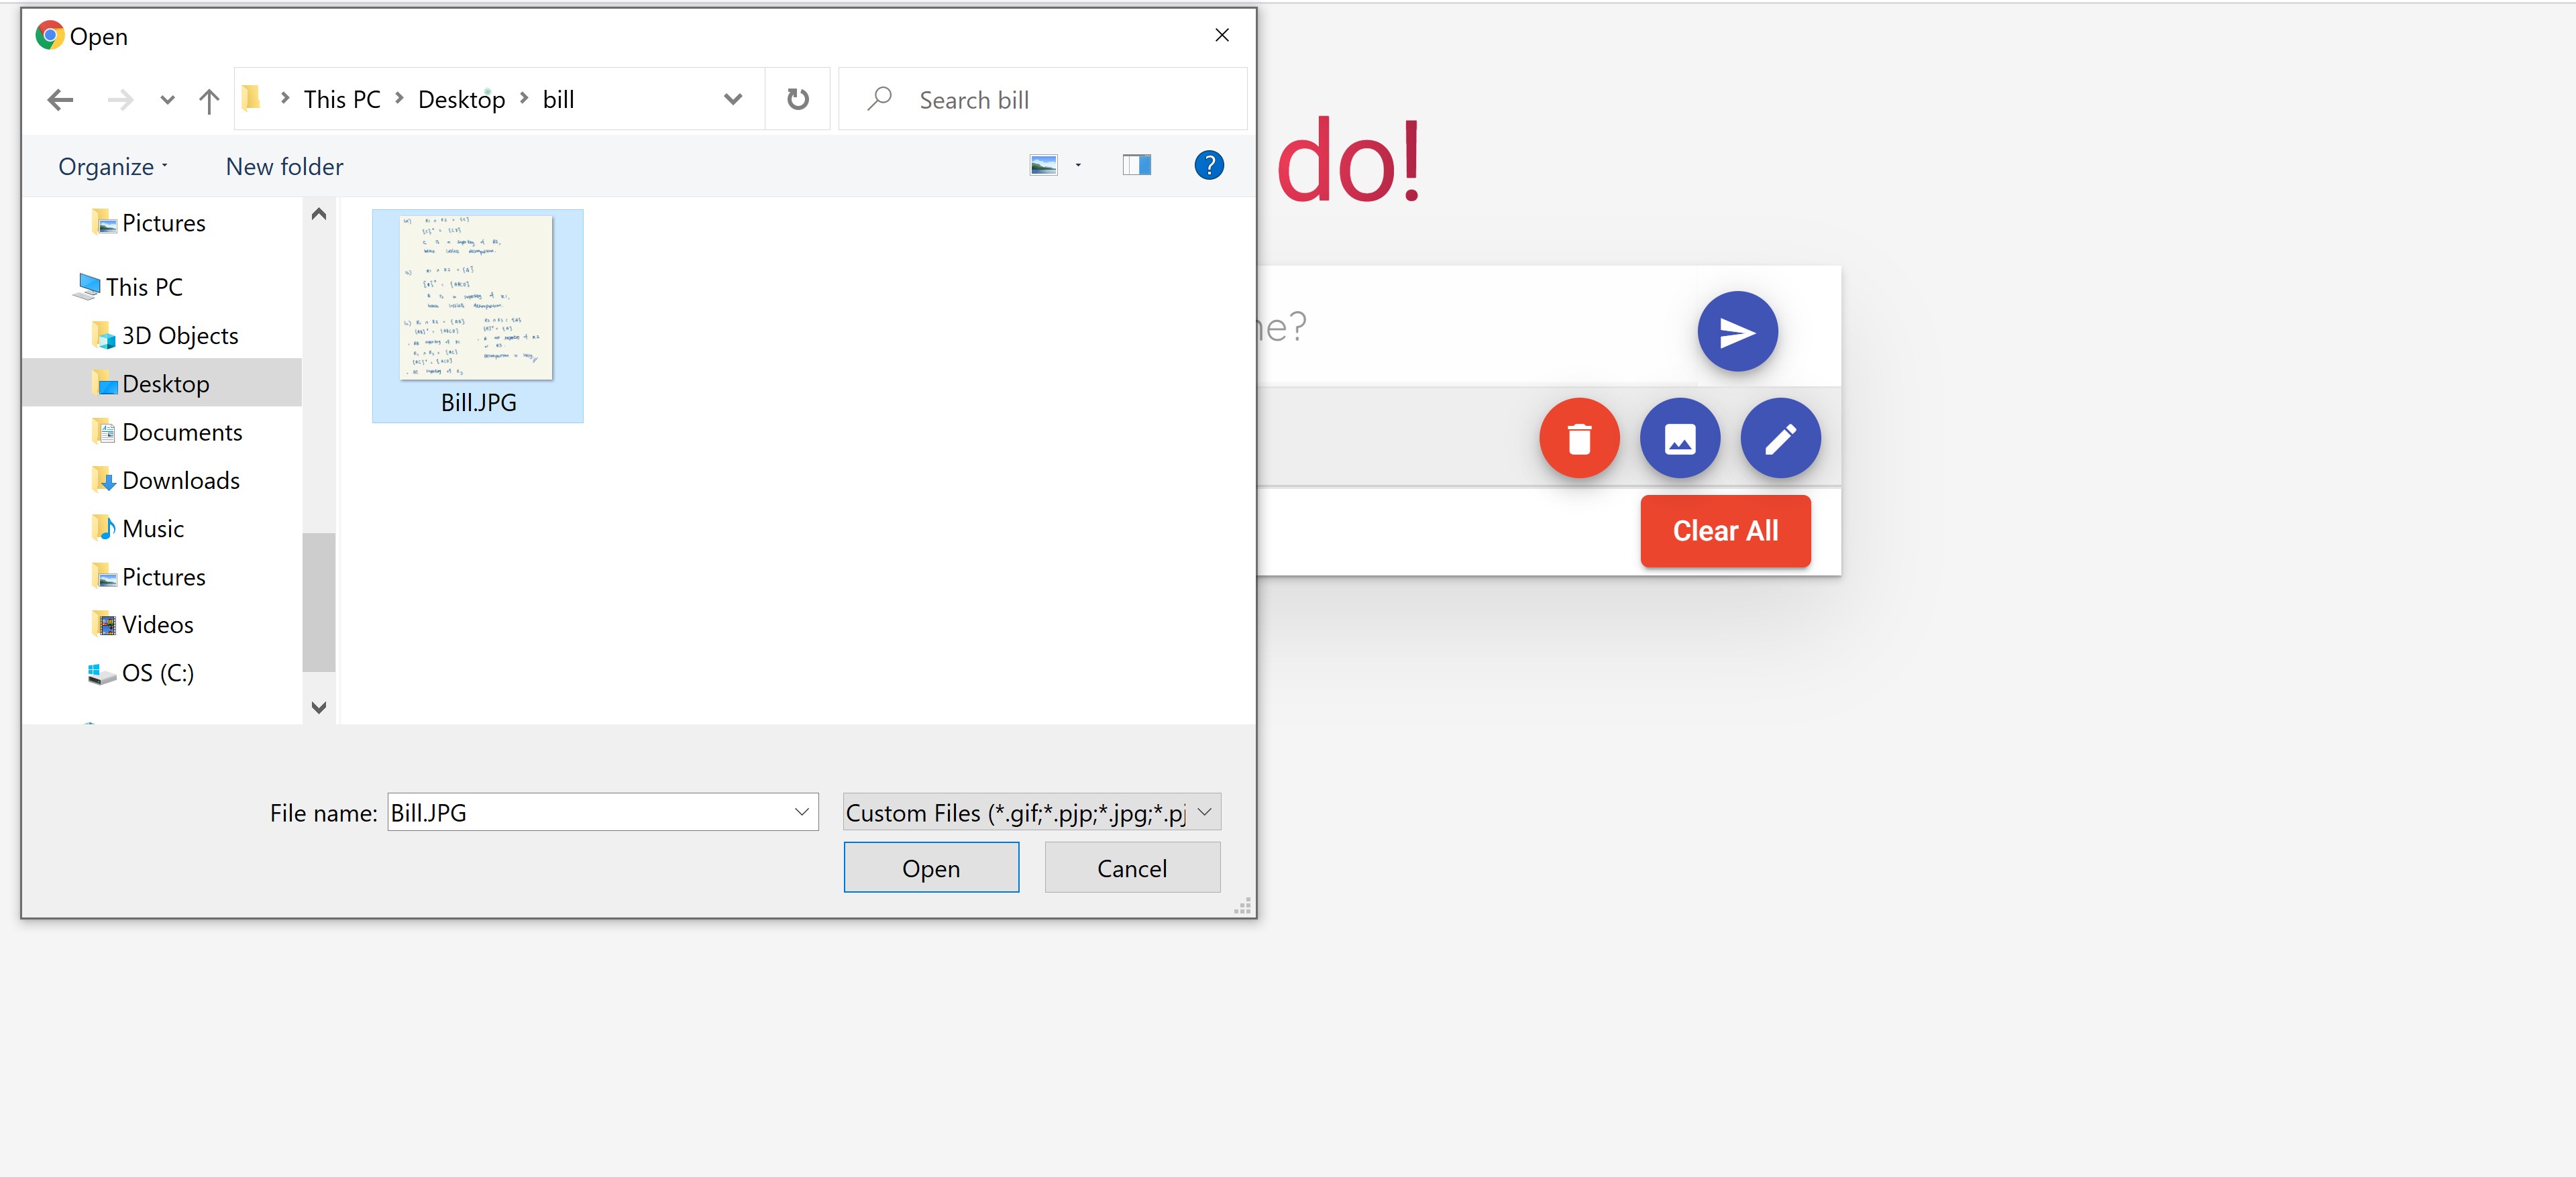 Open
This PC
Desktop
bill
Search bill
Organize
New folder
do!
Pictures
This PC
3D Objects
Desktop
Documents
Downloads
Music
Pictures
Videos
OS (C:)
Bill.JPG
e?
Clear All
File name:
Bill.JPG
Custom Files (*.gif;*.pjp;*.jpg;*.pj
Open
Cancel